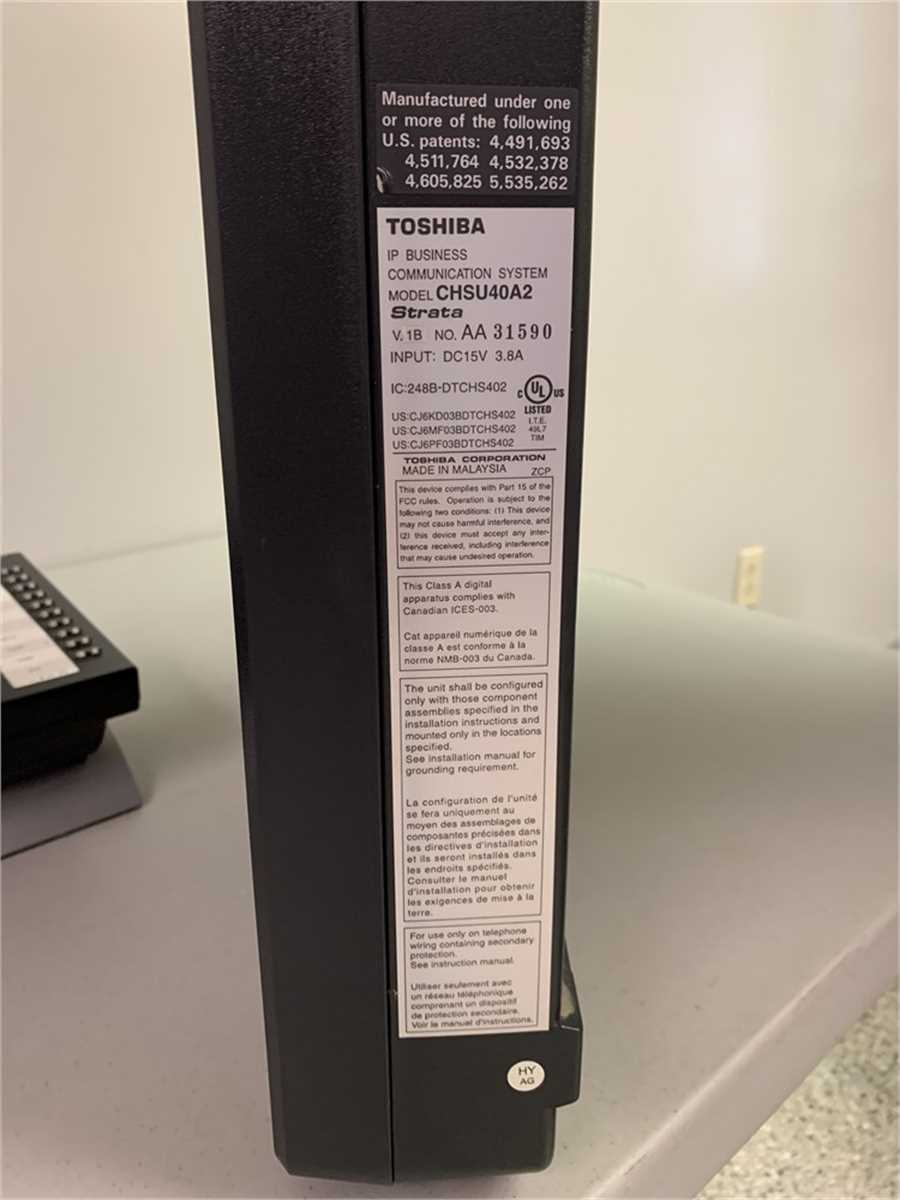 Manufactured under one
or more of the following
U.S. patents: 4,491,693
4,511,764 4,532,378
4,605,825 5,535,262
TOSHIBA
IP BUSINESS
COMMUNICATION SYSTEM
MODEL CHSU40A2
Strata
V.1B NO. AA 31590
INPUT: DC15V 3.8A
IC:248B-DTCHS402
C UL US
LISTED
I.T.E.
49L7
TIM
US:CJ6KD03BDTCHS402
US:CJ6MF03BDTCHS402
US:CJ6PF03BDTCHS402
TOSHIBA CORPORATION
MADE IN MALAYSIA ZCP
This device complies with Part 15 of the
FCC rules. Operation is subject to the
following two conditions: (1) This device
may not cause harmful interference, and
(2) this device must accept any inter-
ference received, including interference
that may cause undesired operation.
This Class A digital
apparatus complies with
Canadian ICES-003.
Cat appareil numérique de la
classe A est conforme à la
norme NMB-003 du Canada.
The unit shall be configured
only with those component
assemblies specified in the
installation instructions and
mounted only in the locations
specified.
See installation manual for
grounding requirement.
La configuration de l'unité
se fera uniquement au
moyen des assemblages de
composantes précisées dans
les directives d'installation
et ils seront installés dans
les endroits spécifiés.
Consulter le manuel
d'installation pour obtenir
les exigences de mise à la
terre.
For use only on telephone
wiring containing secondary
protection.
See instruction manual.
Utiliser seulement avec
un réseau téléphonique
comprenant un dispositif
de protection secondaire.
Voir le manuel d'instructions.
HY
AG